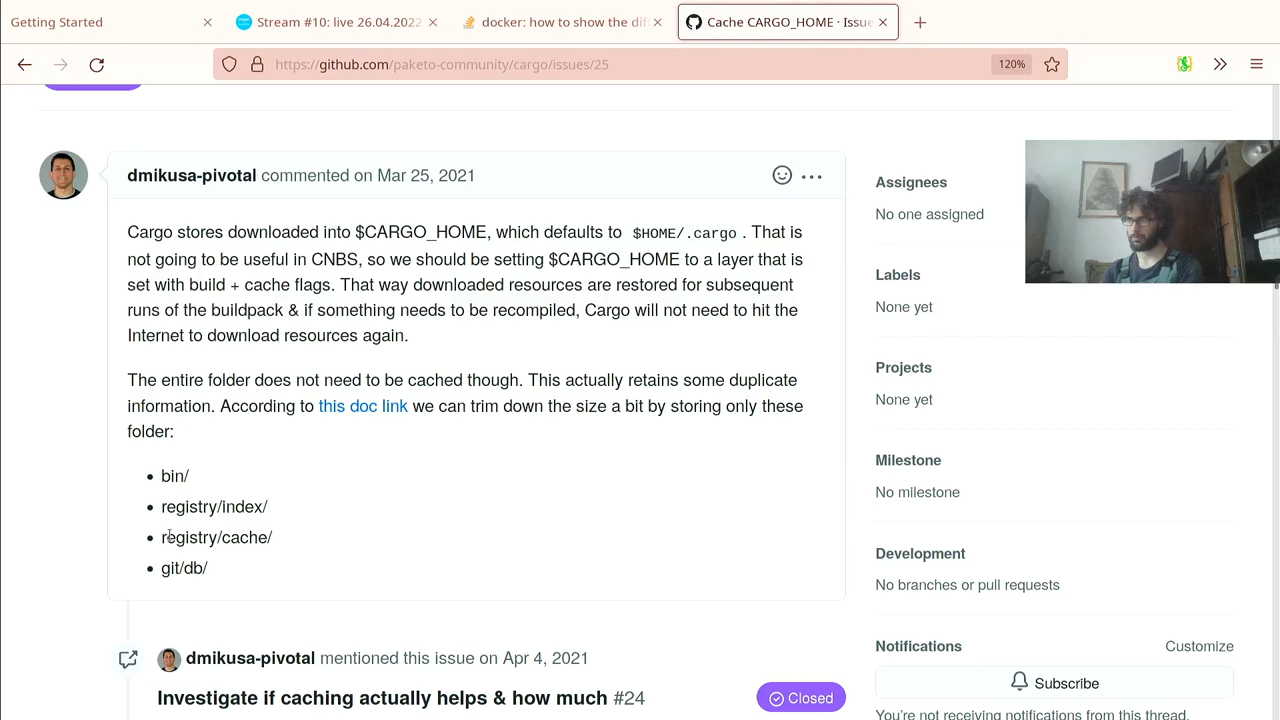 Getting Started
Stream #10: live 26.04.2022
docker: how to show the dif
Cache CARGO_HOME · Issue
https://github.com/paketo-community/cargo/issues/25
120%
dmikusa-pivotal commented on Mar 25, 2021
Cargo stores downloaded into $CARGO_HOME, which defaults to $HOME/.cargo . That is
not going to be useful in CNBS, so we should be setting $CARGO_HOME to a layer that is
set with build + cache flags. That way downloaded resources are restored for subsequent
runs of the buildpack & if something needs to be recompiled, Cargo will not need to hit the
Internet to download resources again.
The entire folder does not need to be cached though. This actually retains some duplicate
information. According to this doc link we can trim down the size a bit by storing only these
folder:
• bin/
• registry/index/
• registry/cache/
• git/db/
dmikusa-pivotal mentioned this issue on Apr 4, 2021
Investigate if caching actually helps & how much #24
Closed
Assignees
No one assigned
Labels
None yet
Projects
None yet
Milestone
No milestone
Development
No branches or pull requests
Notifications
Customize
Subscribe
You're not receiving notifications from this thread.